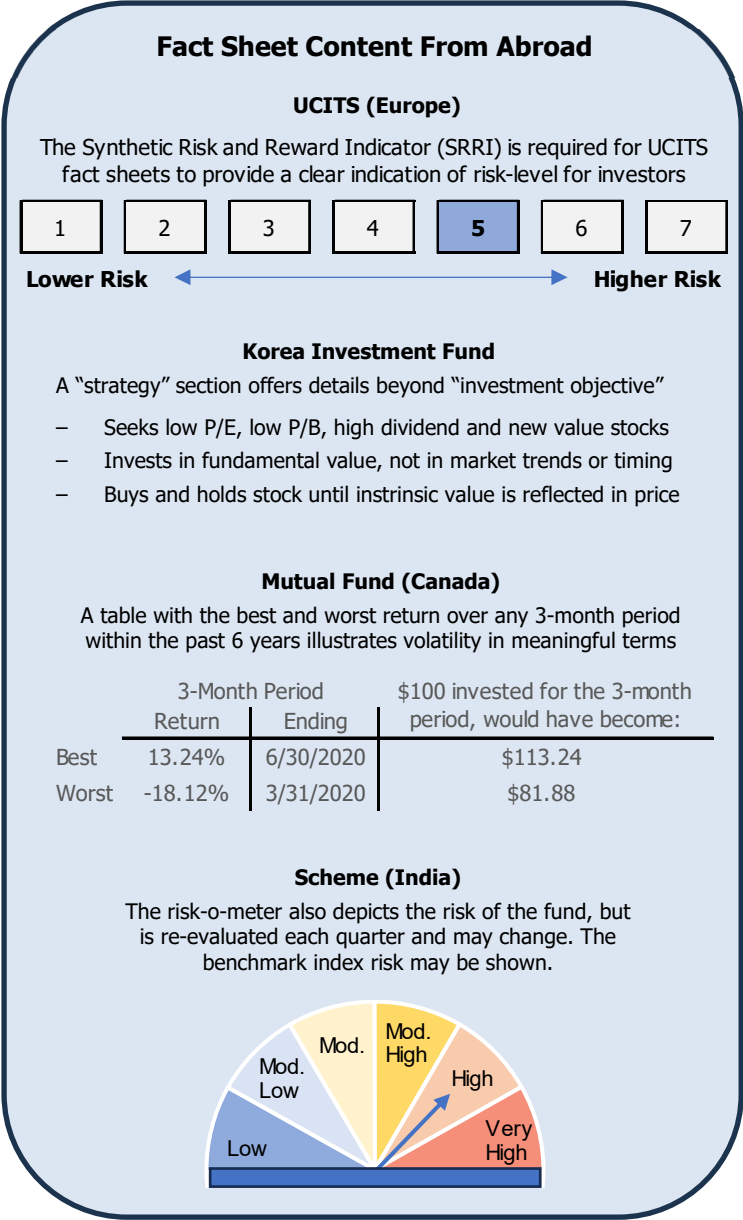 Fact Sheet Content From Abroad
UCITS (Europe)
The Synthetic Risk and Reward Indicator (SRRI) is required for UCITS
fact sheets to provide a clear indication of risk-level for investors
1 2 3 4 5 6 7
Lower Risk Higher Risk
Korea Investment Fund
A “strategy” section offers details beyond “investment objective”
– Seeks low P/E, low P/B, high dividend and new value stocks
– Invests in fundamental value, not in market trends or timing
– Buys and holds stock until instrinsic value is reflected in price
Mutual Fund (Canada)
A table with the best and worst return over any 3-month period
within the past 6 years illustrates volatility in meaningful terms
3-Month Period $100 invested for the 3-month
Return Ending period, would have become:
Best 13.24% 6/30/2020 $113.24
Worst -18.12% 3/31/2020 $81.88
Scheme (India)
The risk-o-meter also depicts the risk of the fund, but
is re-evaluated each quarter and may change. The
benchmark index risk may be shown.
Low
Mod.
Low
Mod.
Mod.
High
High
Very
High